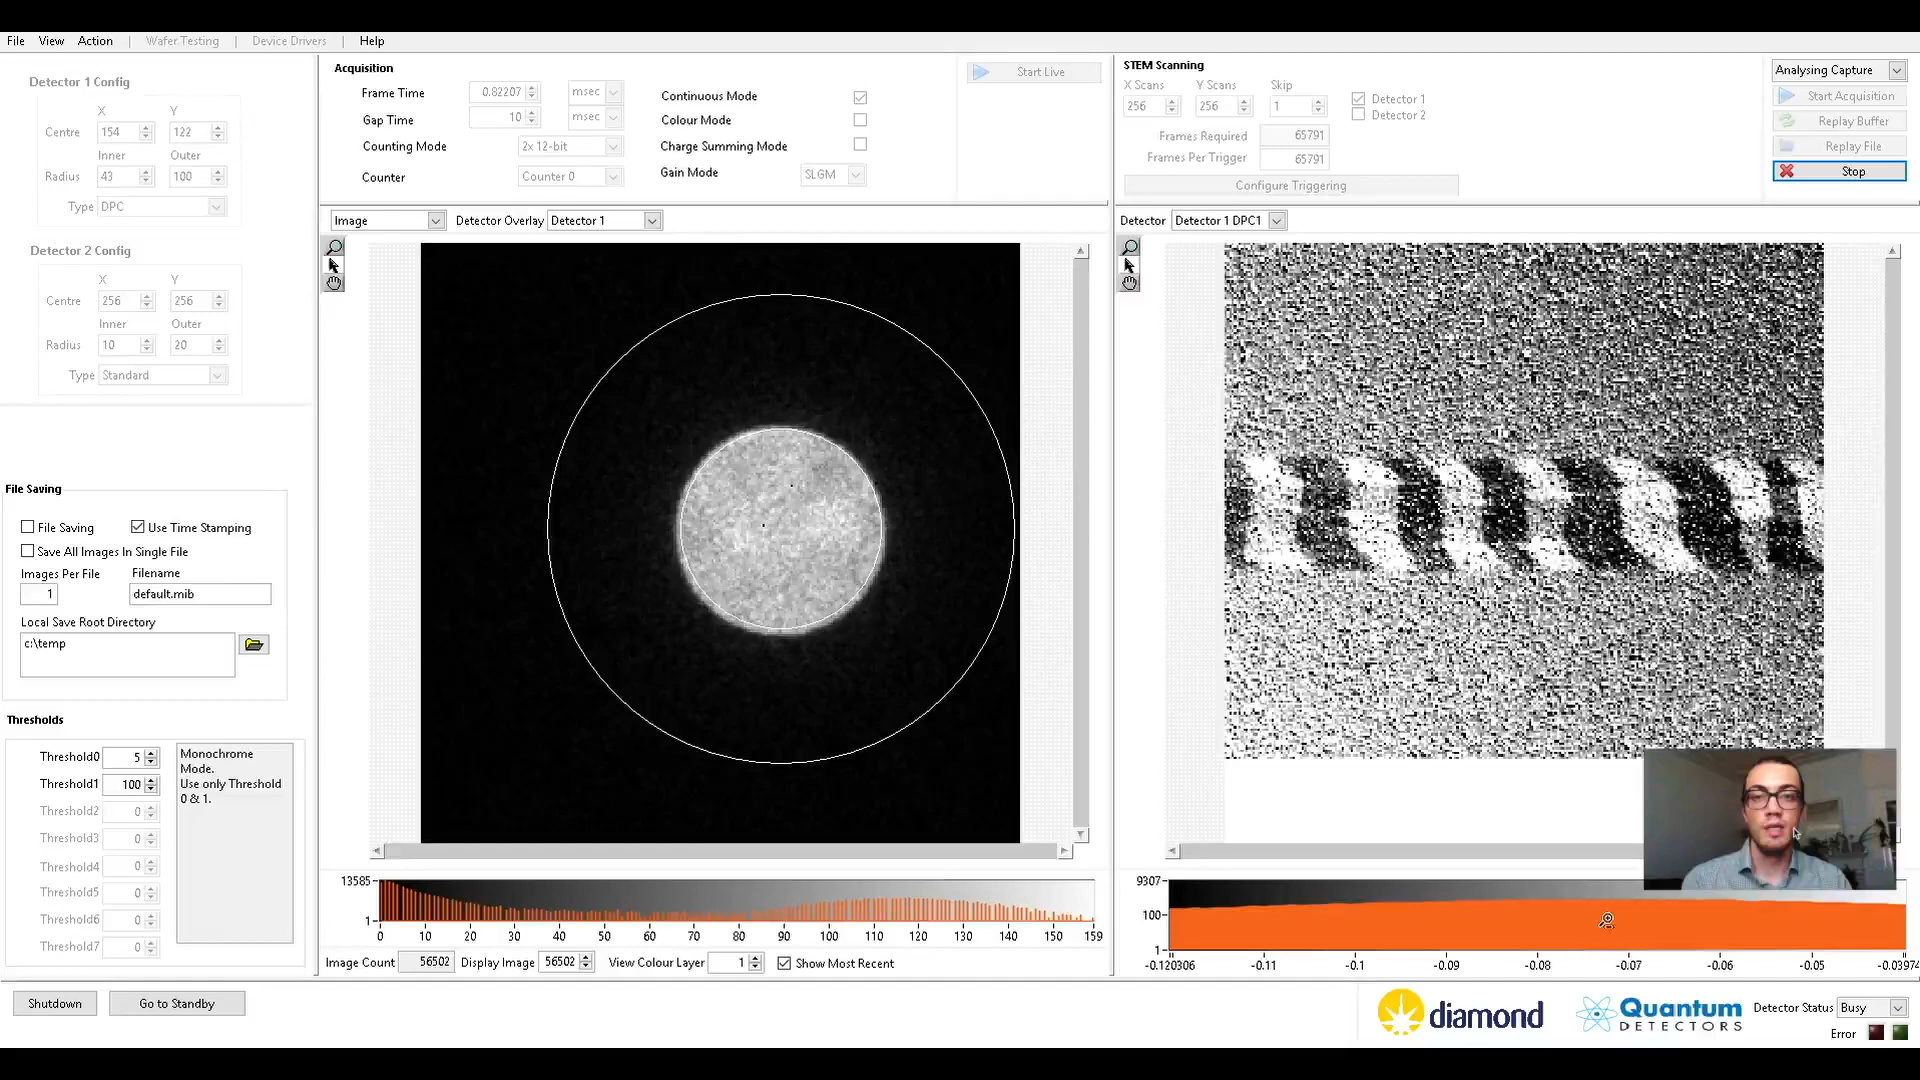 File View Action Wafer Testing Device Drivers Help
Detector 1 Config
X Y
Centre 154 122
Inner Outer
Radius 43 100
Type DPC
Detector 2 Config
X Y
Centre 256 256
Inner Outer
Radius 10 20
Type Standard
File Saving
File Saving Use Time Stamping
Save All Images In Single File
Images Per File Filename
1 default.mib
Local Save Root Directory
c:\temp
Thresholds
Threshold0 5
Threshold1 100
Threshold2 0
Threshold3 0
Threshold4 0
Threshold5 0
Threshold6 0
Threshold7 0
Monochrome
Mode.
Use only Threshold
0 & 1.
Shutdown Go to Standby
Acquisition
Frame Time 0.82207 msec
Gap Time 10 msec
Counting Mode 2x 12-bit
Counter Counter 0
Continuous Mode
Colour Mode
Charge Summing Mode
Gain Mode SLGM
Start Live
Image Detector Overlay Detector 1
13585
1
0 10 20 30 40 50 60 70 80 90 100 110 120 130 140 150 159
Image Count 56502 Display Image 56502 View Colour Layer 1 Show Most Recent
STEM Scanning
X Scans Y Scans Skip
256 256 1
Detector 1
Detector 2
Frames Required 65791
Frames Per Trigger 65791
Configure Triggering
Analysing Capture
Start Acquisition
Replay Buffer
Replay File
Stop
Detector Detector 1 DPC1
9307
100
1
-0.120306 -0.11 -0.1 -0.09 -0.08 -0.07 -0.06 -0.05 -0.03974
diamond
Quantum
DETECTORS
Detector Status Busy
Error